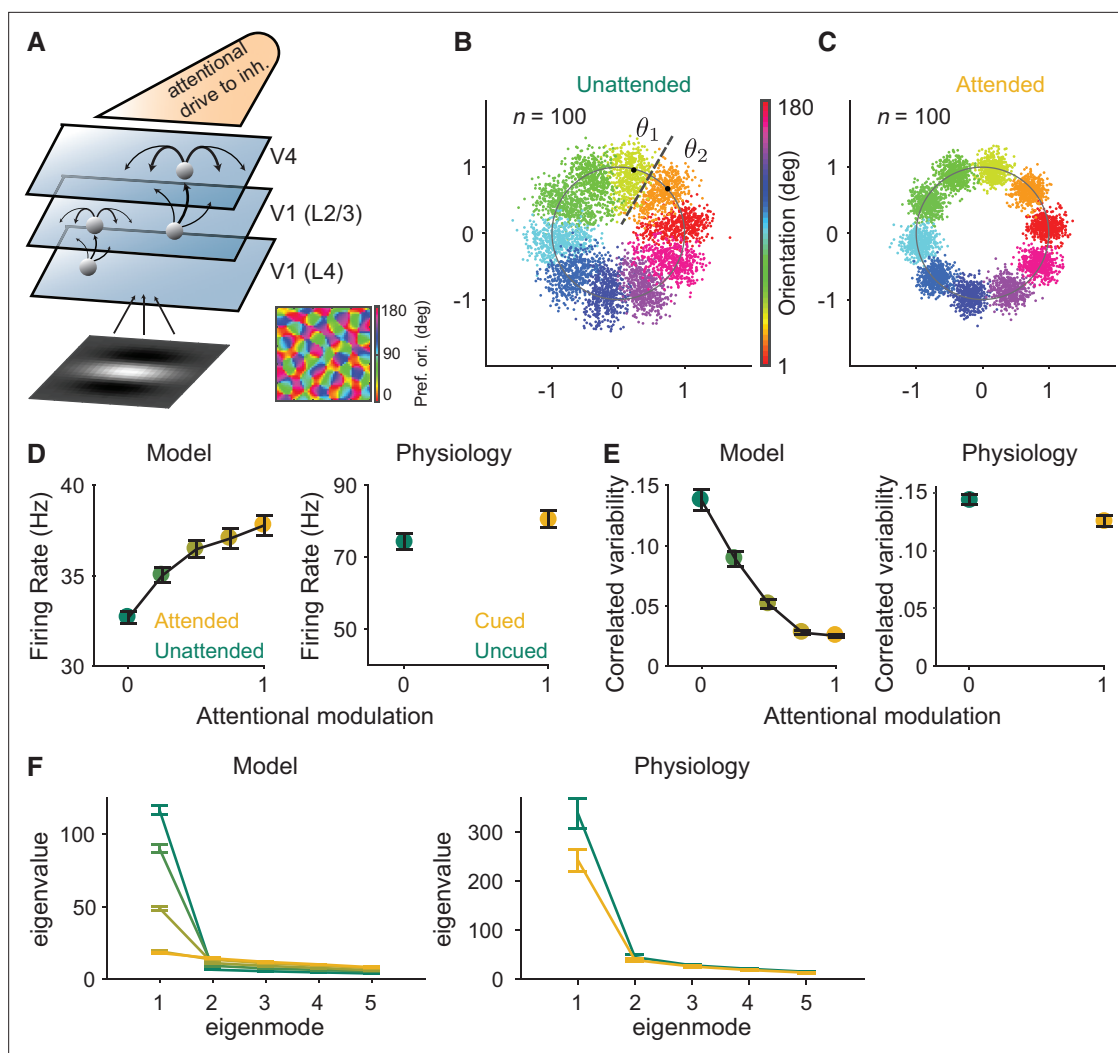 A
attentional
drive to inh.
V4
V1 (L2/3)
V1 (L4)
180
90
0
Pref. ori. (deg)
B
Unattended
n = 100
θ1
θ2
1
0
-1
-1
0
1
180
Orientation (deg)
1
C
Attended
n = 100
1
0
-1
-1
0
1
D
Model
Firing Rate (Hz)
40
35
30
Attended
Unattended
0
1
Physiology
Firing Rate (Hz)
90
70
50
Cued
Uncued
0
1
Attentional modulation
E
Model
Correlated variability
.15
.10
.05
0
0
1
Physiology
Correlated variability
.15
.10
.05
0
0
1
Attentional modulation
F
Model
eigenvalue
100
50
0
1 2 3 4 5
eigenmode
Physiology
eigenvalue
300
200
100
0
1 2 3 4 5
eigenmode